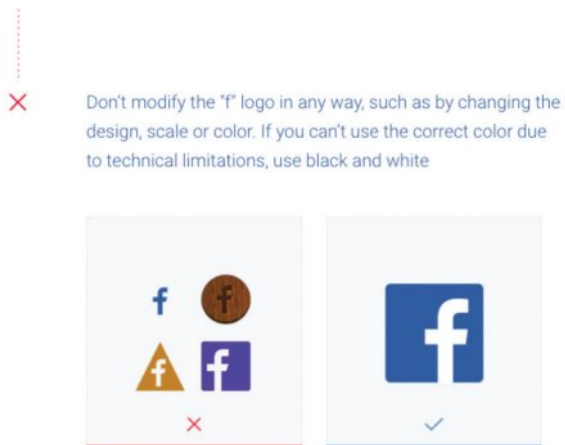 Don't modify the "f" logo in any way, such as by changing the
design, scale or color. If you can't use the correct color due
to technical limitations, use black and white
f f
f f
f